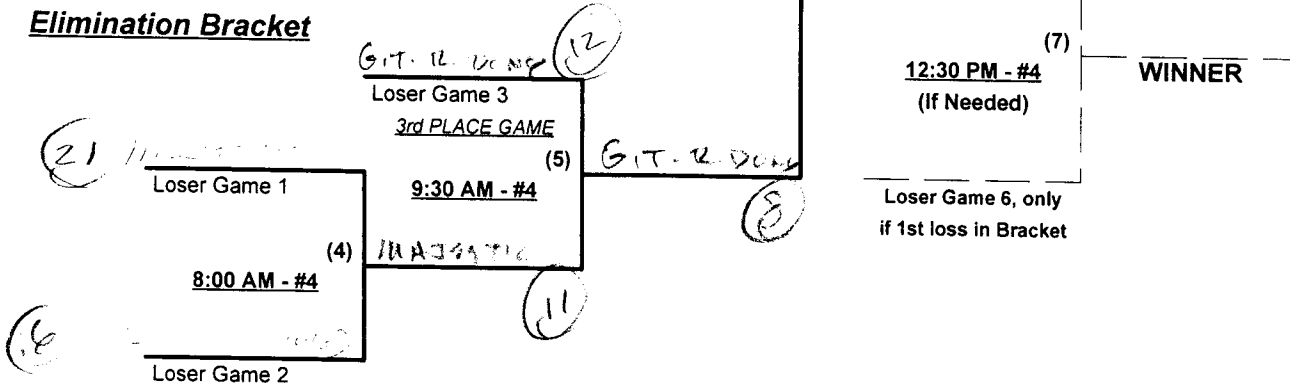 Elimination Bracket
GIT. R. DONE
12
Loser Game 3
3rd PLACE GAME
(5)
9:30 AM - #4
GIT. R. DONE
8
21
Loser Game 1
(4)
8:00 AM - #4
MAJESTIC
11
Loser Game 2
(7)
12:30 PM - #4
(If Needed)
WINNER
Loser Game 6, only
if 1st loss in Bracket